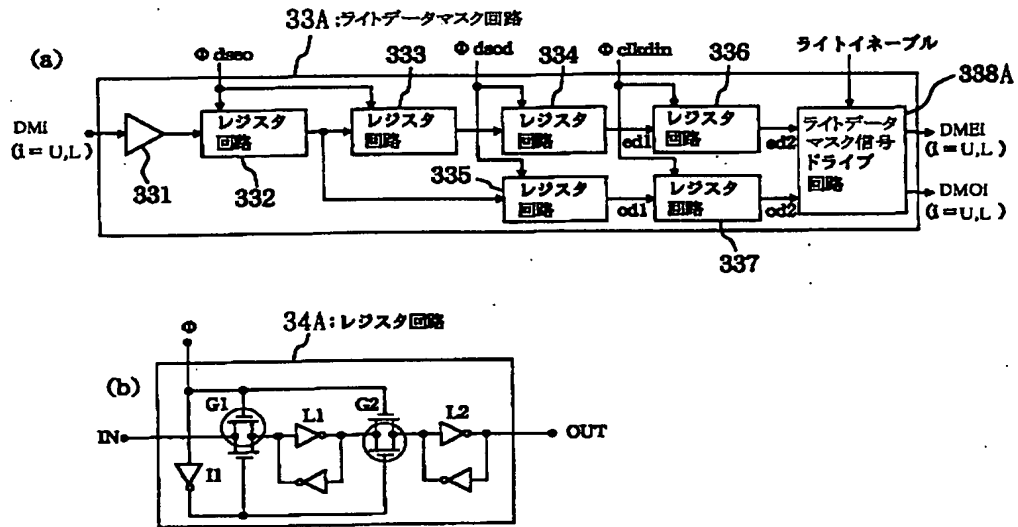 33A:ライトデータマスク回路
(a)
Φdseo
333
Φdsod
334
Φclkdin
336
ライトイネーブル
338A
DMi
(i=U,L)
331
レジスタ
回路
332
レジスタ
回路
レジスタ
回路
ed1
レジスタ
回路
ed2
ライトデータ
マスク信号
ドライブ
回路
DMEi
(i=U,L)
335
レジスタ
回路
od1
レジスタ
回路
od2
337
DMOi
(i=U,L)
34A:レジスタ回路
Φ
(b)
G1
L1
G2
L2
IN
OUT
I1